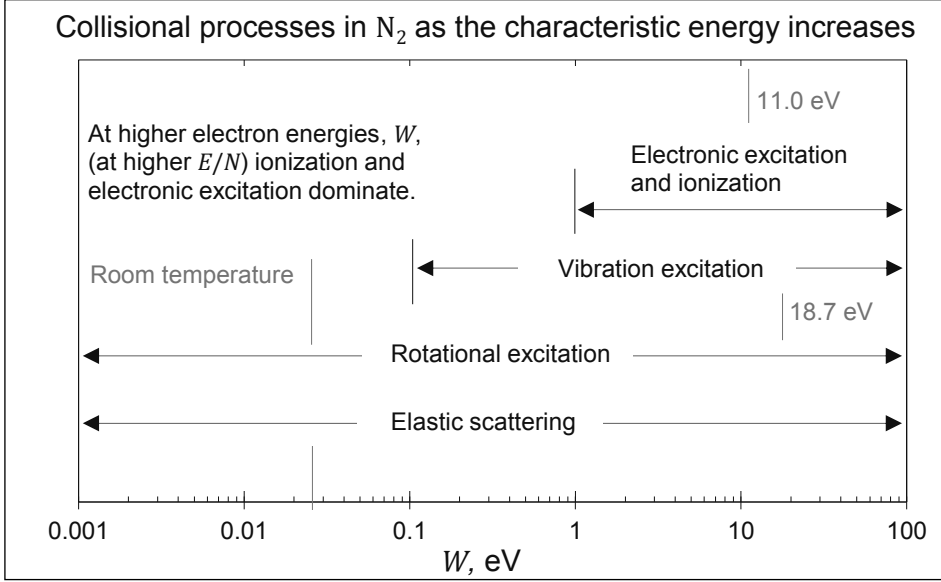 Collisional processes in N₂ as the characteristic energy increases
11.0 eV
At higher electron energies, W,
(at higher E/N) ionization and
electronic excitation dominate.
Electronic excitation
and ionization
Room temperature
Vibration excitation
18.7 eV
Rotational excitation
Elastic scattering
0.001 0.01 0.1 1 10 100
W, eV